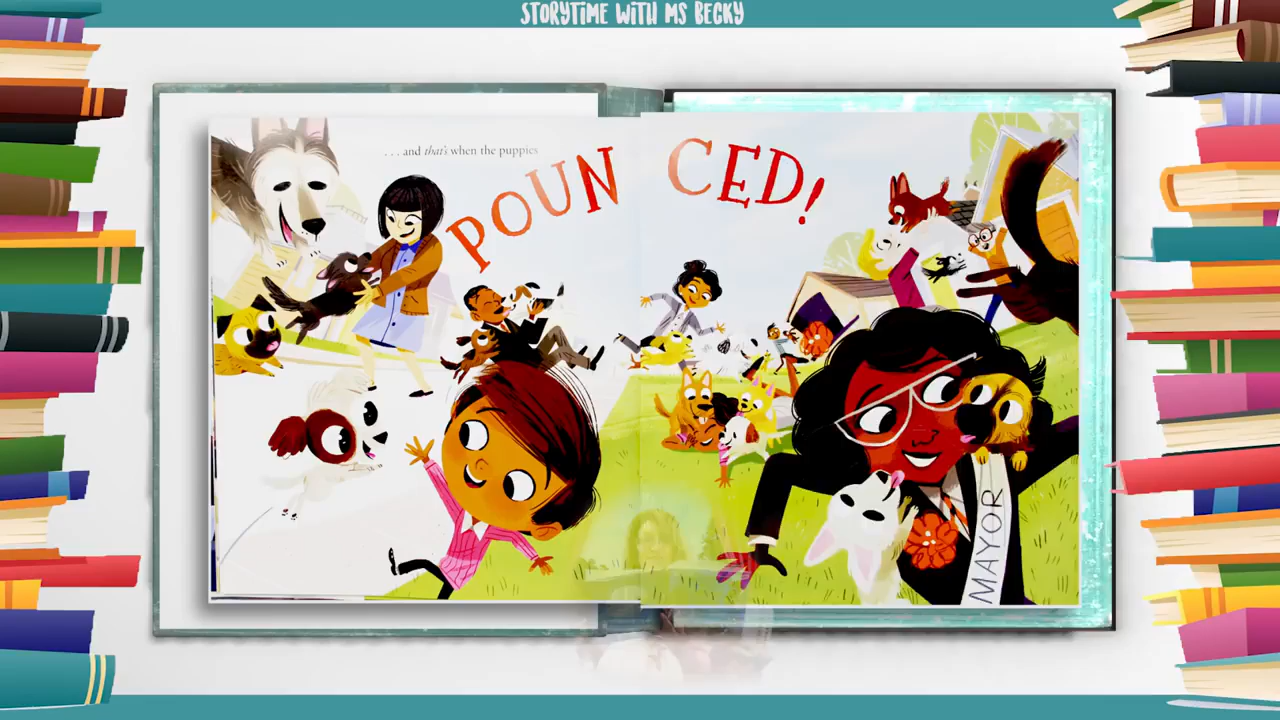 STORYTIME WITH MS BECKY
. . . and that's when the puppies
POUNCED!
MAYOR